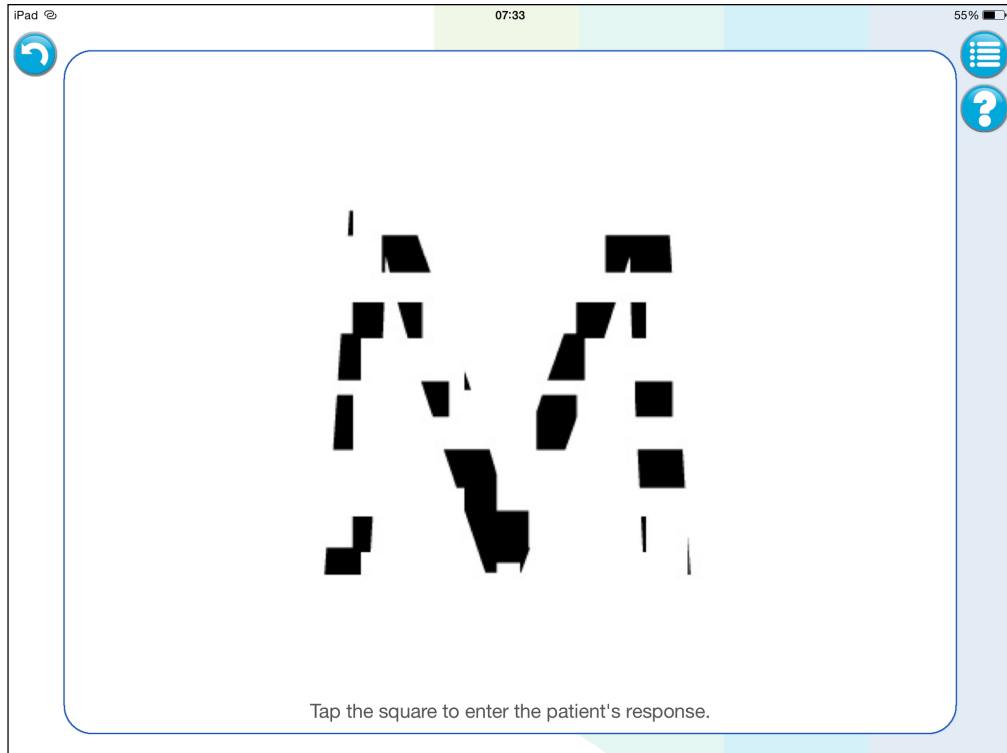 iPad 07:33 55%
M
Tap the square to enter the patient's response.